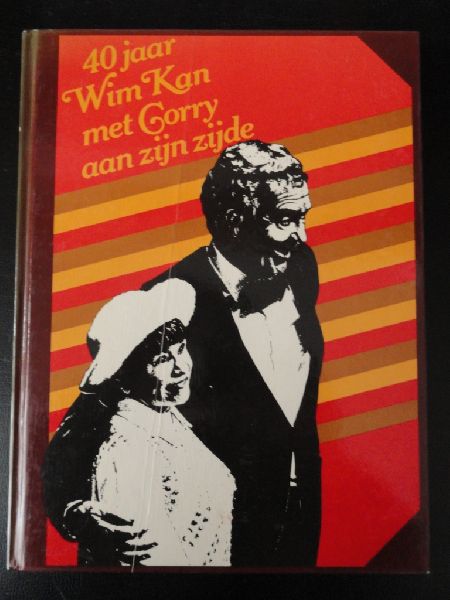 40 jaar
Wim Kan
met Corry
aan zijn zijde